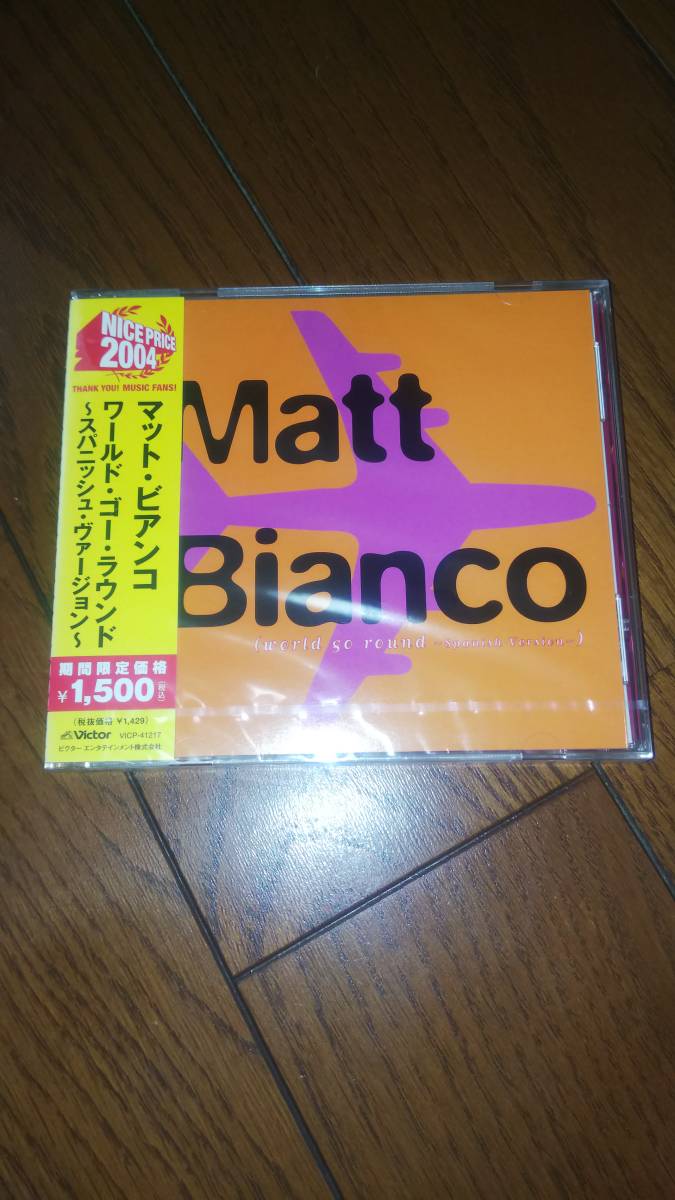 NICE PRICE
2004
THANK YOU! MUSIC FANS!
マット・ビアンコ
ワールド・ゴー・ラウンド
〜スパニッシュ・ヴァージョン〜
期間限定価格
¥1,500(税込)
(税抜価格 ¥1,429)
Victor VICP-41217
ビクター エンタテインメント株式会社
Matt
Bianco
(world go round ~Spanish Version~)